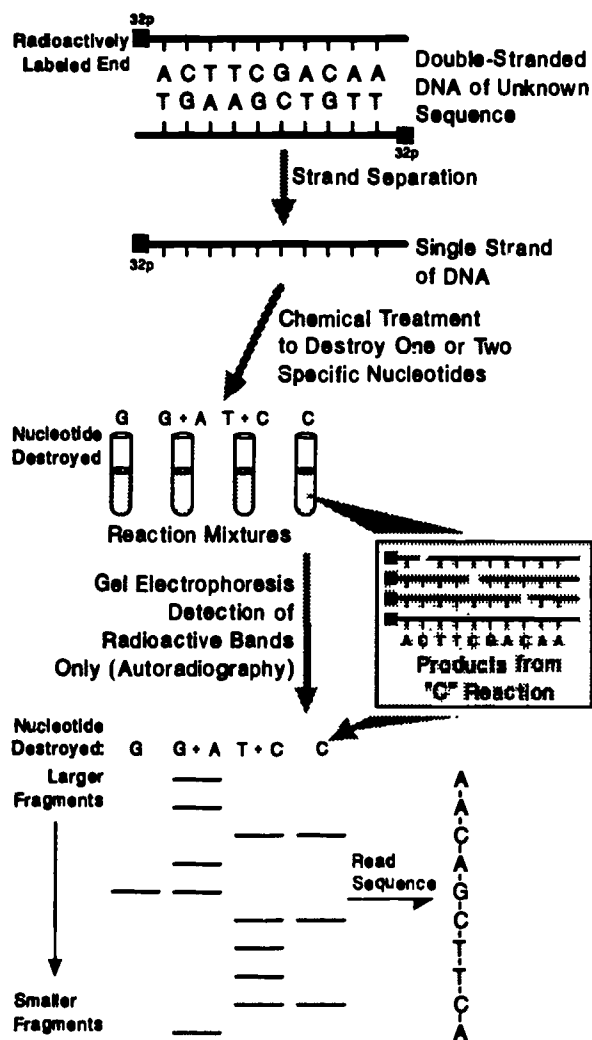 32p
Radioactively
Labeled End
A C T T C G A C A A
T G A A G C T G T T
Double-Stranded
DNA of Unknown
Sequence
32p
Strand Separation
32p
Single Strand
of DNA
Chemical Treatment
to Destroy One or Two
Specific Nucleotides
Nucleotide
Destroyed
G G + A T + C C
Reaction Mixtures
Gel Electrophoresis
Detection of
Radioactive Bands
Only (Autoradiography)
A C T T C G A C A A
Products from
"C" Reaction
Nucleotide
Destroyed: G G + A T + C C
Larger
Fragments
Read
Sequence
Smaller
Fragments
A
A
C
A
G
C
T
T
C
A